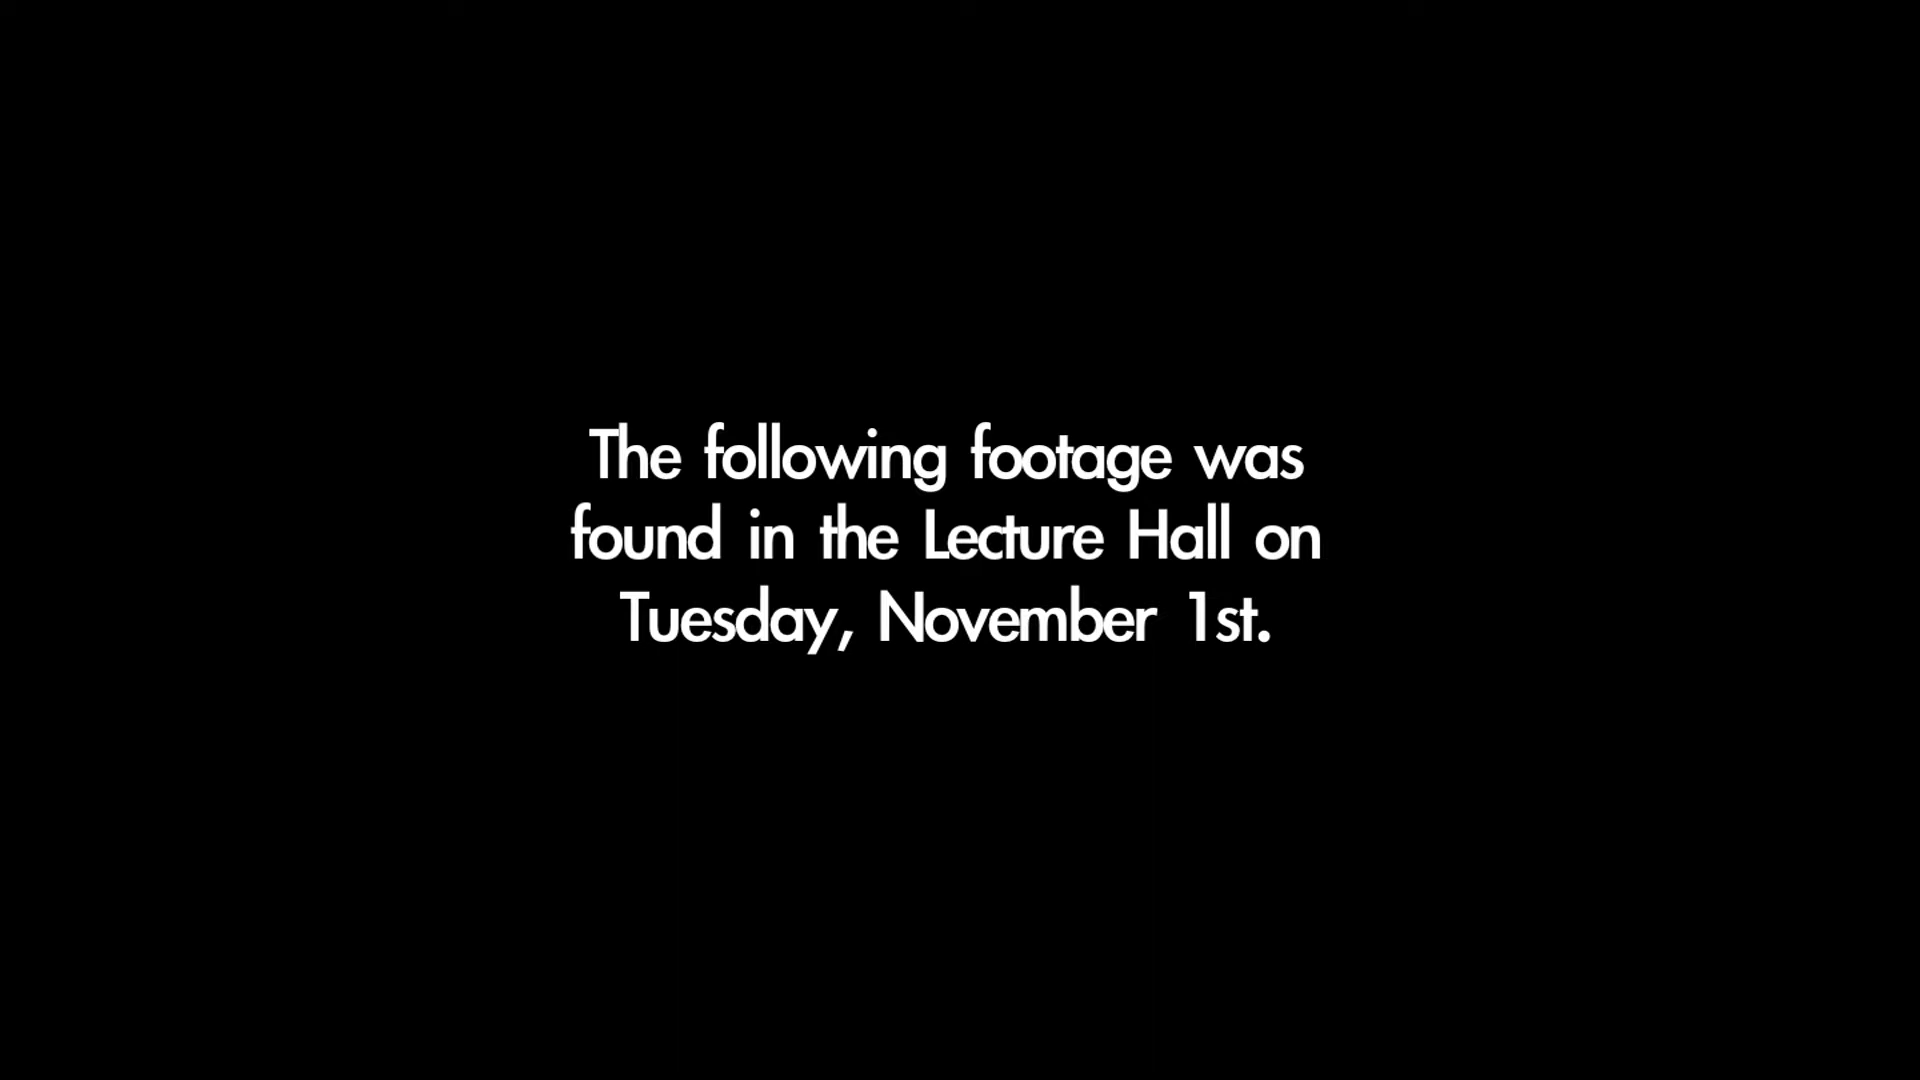 The following footage was
found in the Lecture Hall on
Tuesday, November 1st.